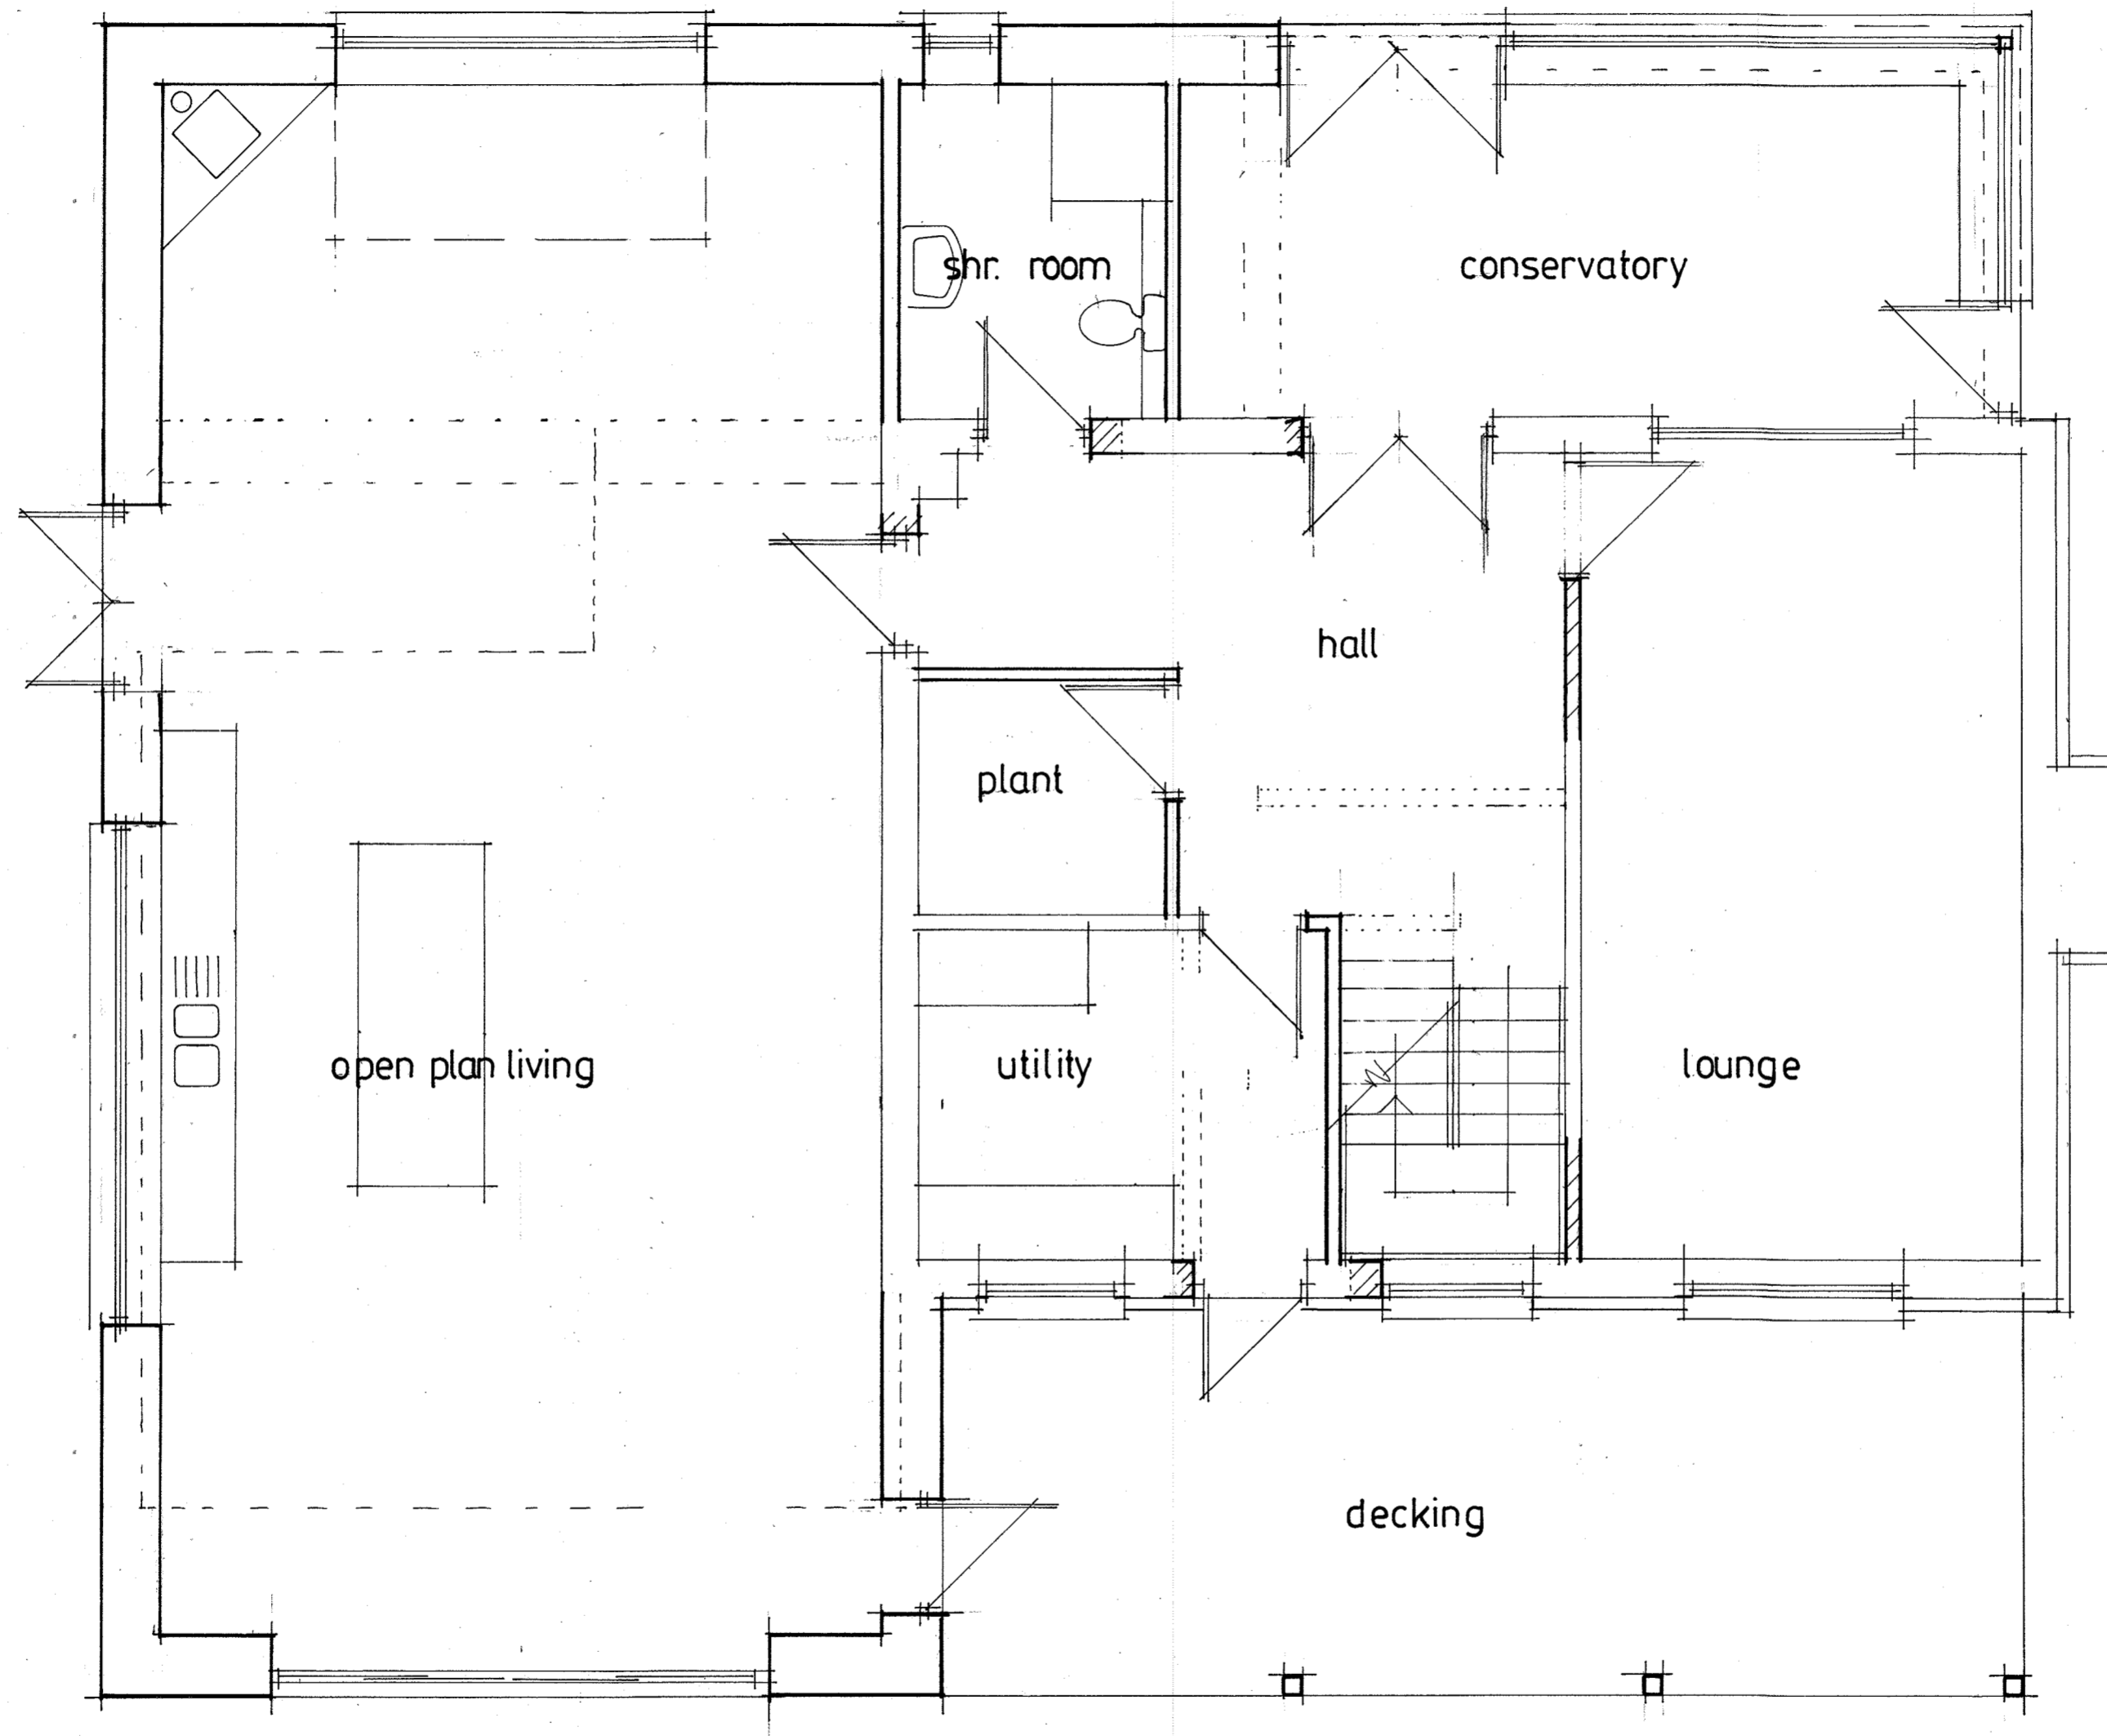 shr. room
conservatory
hall
plant
open plan living
utility
lounge
decking